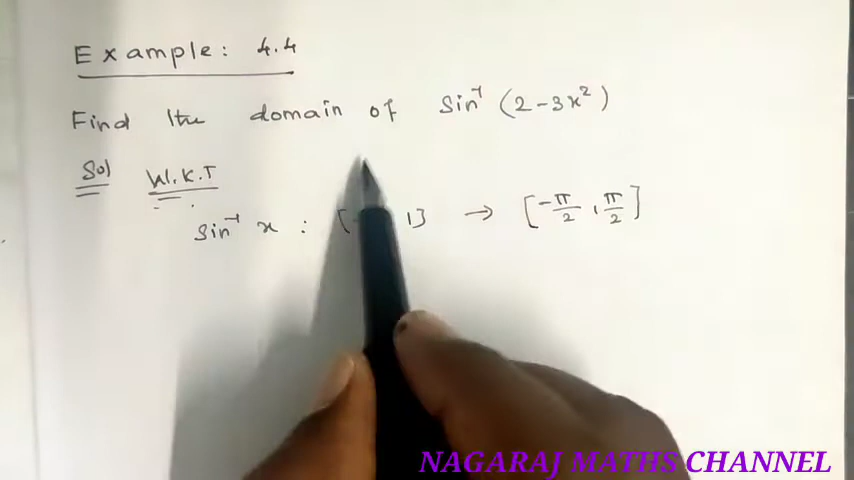 Example: 4.4
Find the domain of sin⁻¹ (2-3x²)
Sol W.K.T
sin⁻¹ x : [ 1] → [-π/2, π/2]
NAGARAJ MATHS CHANNEL